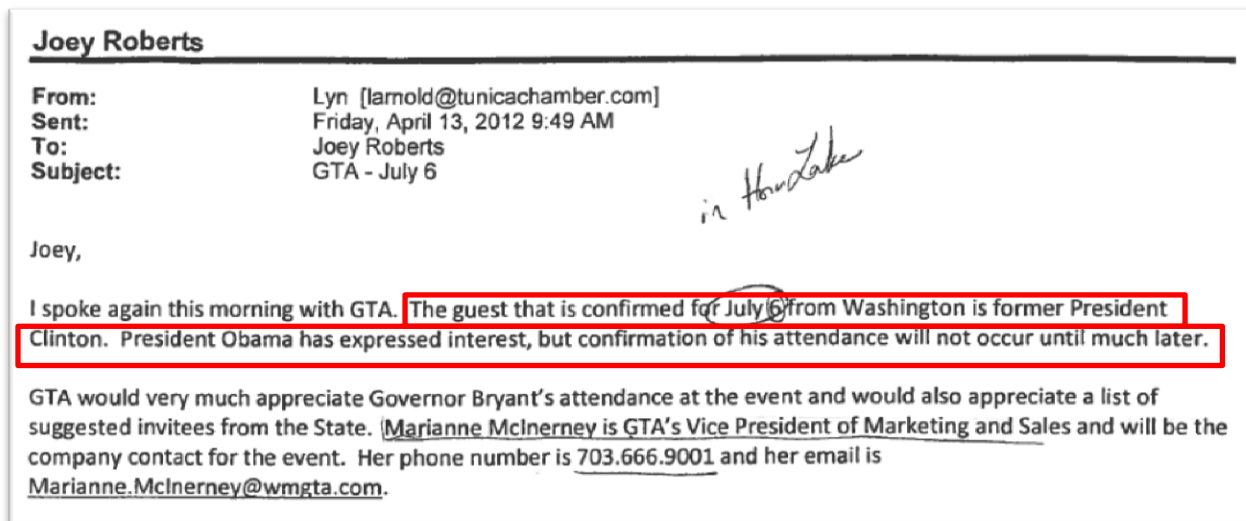 Joey Roberts
From: Lyn [larnold@tunicachamber.com]
Sent: Friday, April 13, 2012 9:49 AM
To: Joey Roberts
Subject: GTA - July 6
in Horn Lake
Joey,
I spoke again this morning with GTA. The guest that is confirmed for July 6 from Washington is former President
Clinton. President Obama has expressed interest, but confirmation of his attendance will not occur until much later.
GTA would very much appreciate Governor Bryant's attendance at the event and would also appreciate a list of
suggested invitees from the State. Marianne McInerney is GTA's Vice President of Marketing and Sales and will be the
company contact for the event. Her phone number is 703.666.9001 and her email is
Marianne.McInerney@wmgta.com.